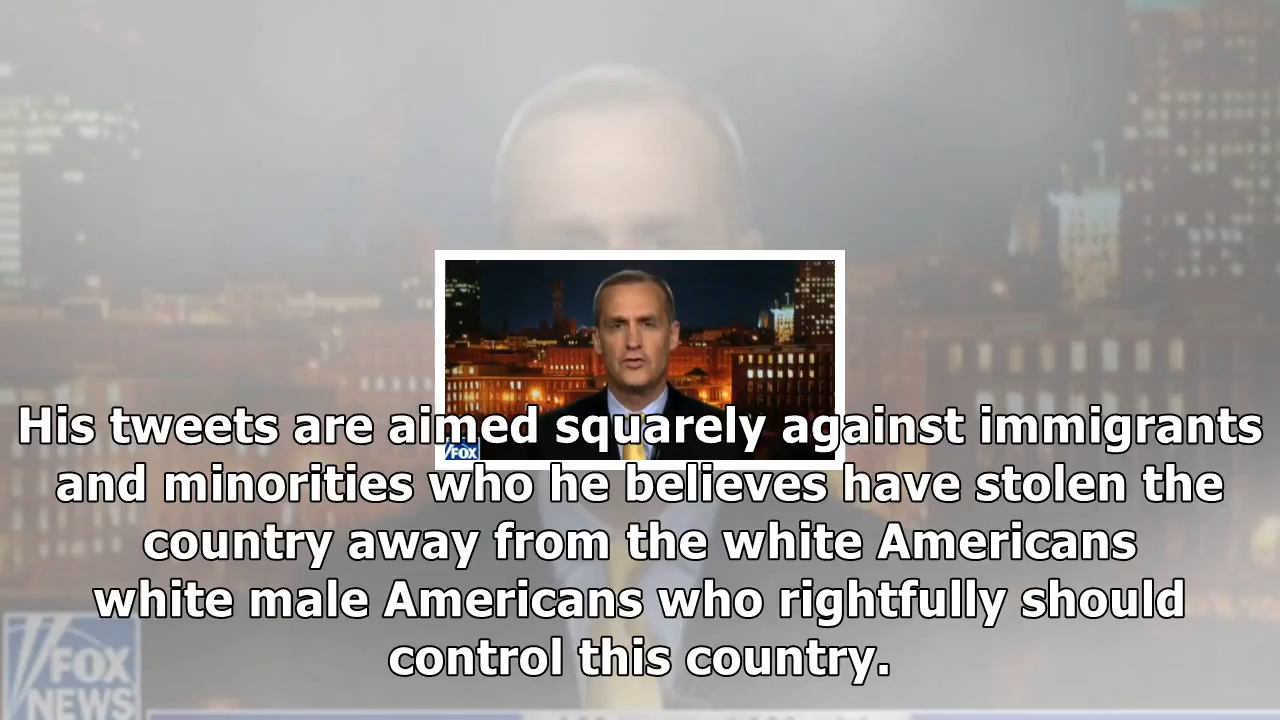 His tweets are aimed squarely against immigrants
and minorities who he believes have stolen the
country away from the white Americans
white male Americans who rightfully should
control this country.
FOX
FOX
NEWS